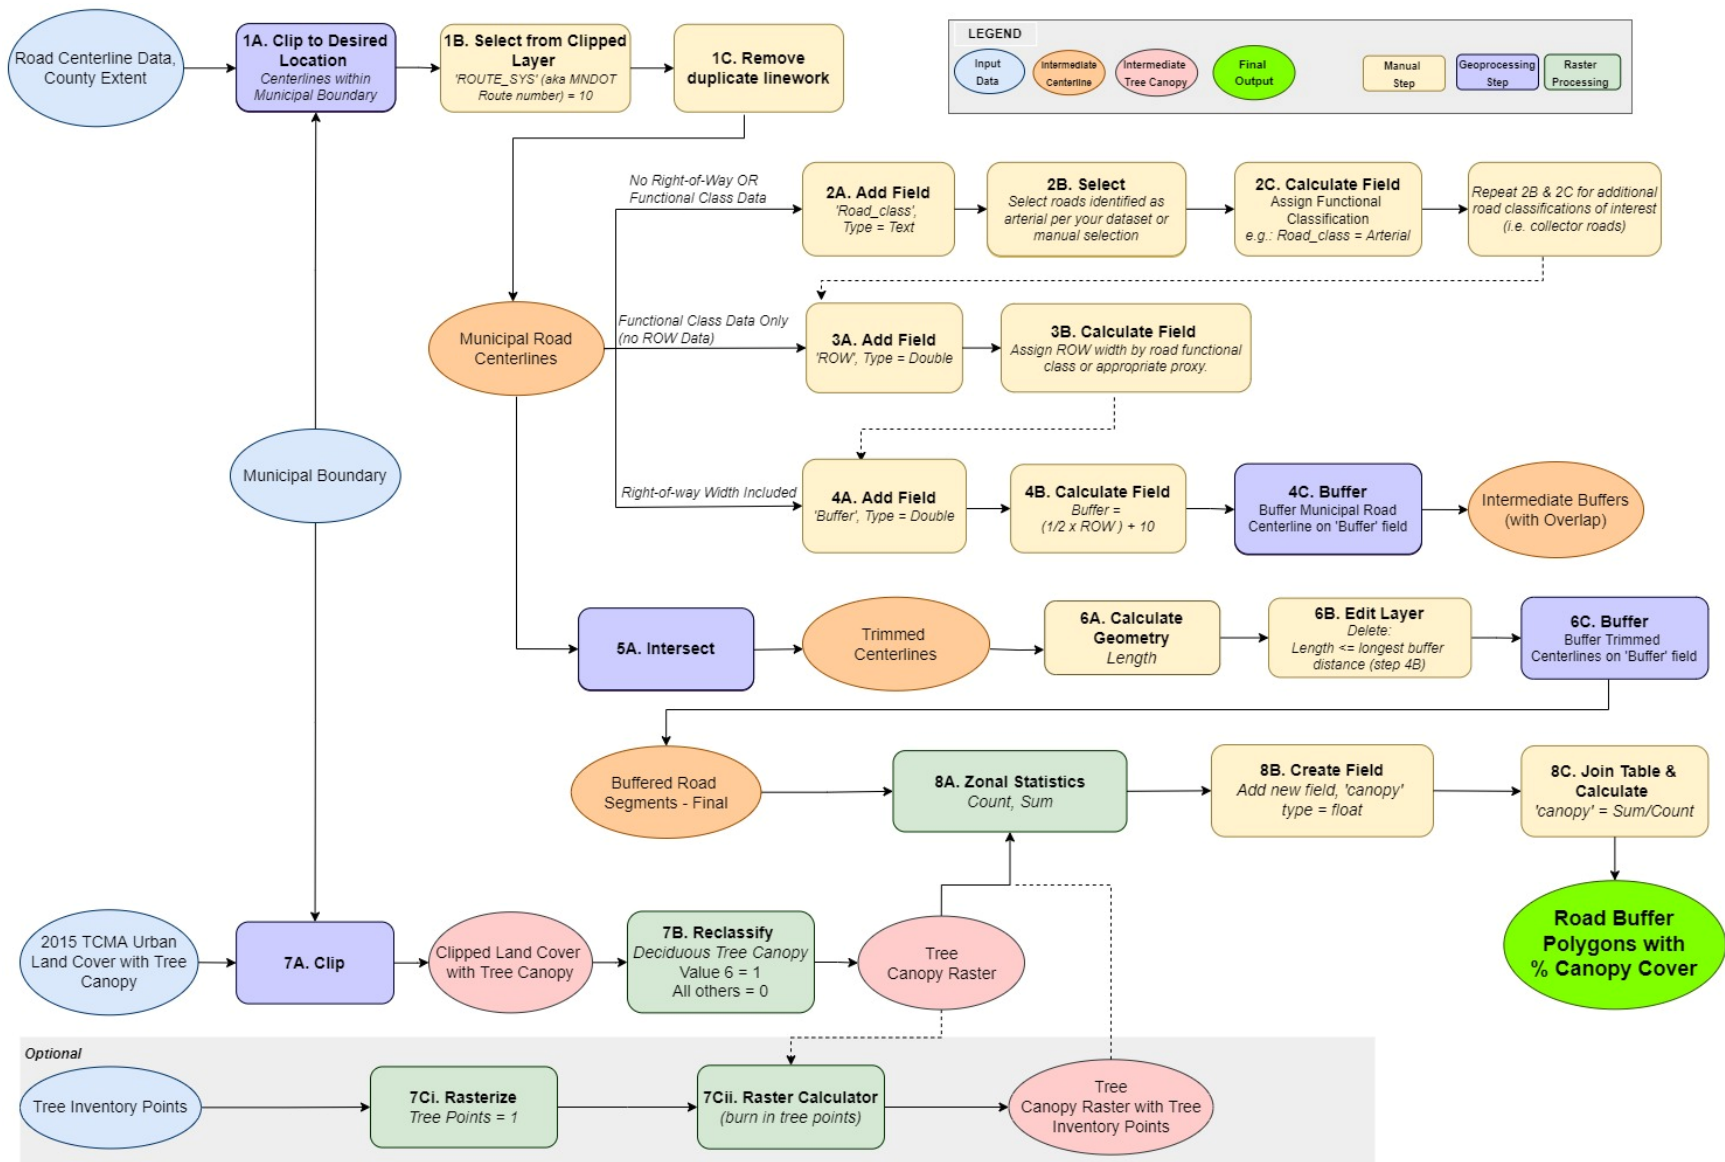 Road Centerline Data,
County Extent
1A. Clip to Desired
Location
Centerlines within
Municipal Boundary
1B. Select from Clipped
Layer
'ROUTE_SYS' (aka MNDOT
Route number) = 10
1C. Remove
duplicate linework
LEGEND
Input
Data
Intermediate
Centerline
Intermediate
Tree Canopy
Final
Output
Manual
Step
Geoprocessing
Step
Raster
Processing
No Right-of-Way OR
Functional Class Data
2A. Add Field
'Road_class',
Type = Text
2B. Select
Select roads identified as
arterial per your dataset or
manual selection
2C. Calculate Field
Assign Functional
Classification
e.g.: Road_class = Arterial
Repeat 2B & 2C for additional
road classifications of interest
(i.e. collector roads)
Municipal Road
Centerlines
Functional Class Data Only
(no ROW Data)
3A. Add Field
'ROW', Type = Double
3B. Calculate Field
Assign ROW width by road functional
class or appropriate proxy.
Municipal Boundary
Right-of-way Width Included
4A. Add Field
'Buffer', Type = Double
4B. Calculate Field
Buffer =
(1/2 x ROW ) + 10
4C. Buffer
Buffer Municipal Road
Centerline on 'Buffer' field
Intermediate Buffers
(with Overlap)
5A. Intersect
Trimmed
Centerlines
6A. Calculate
Geometry
Length
6B. Edit Layer
Delete:
Length <= longest buffer
distance (step 4B)
6C. Buffer
Buffer Trimmed
Centerlines on 'Buffer' field
Buffered Road
Segments - Final
8A. Zonal Statistics
Count, Sum
8B. Create Field
Add new field, 'canopy'
type = float
8C. Join Table &
Calculate
'canopy' = Sum/Count
2015 TCMA Urban
Land Cover with Tree
Canopy
7A. Clip
Clipped Land Cover
with Tree Canopy
7B. Reclassify
Deciduous Tree Canopy
Value 6 = 1
All others = 0
Tree
Canopy Raster
Road Buffer
Polygons with
% Canopy Cover
Optional
Tree Inventory Points
7Ci. Rasterize
Tree Points = 1
7Cii. Raster Calculator
(burn in tree points)
Tree
Canopy Raster with Tree
Inventory Points